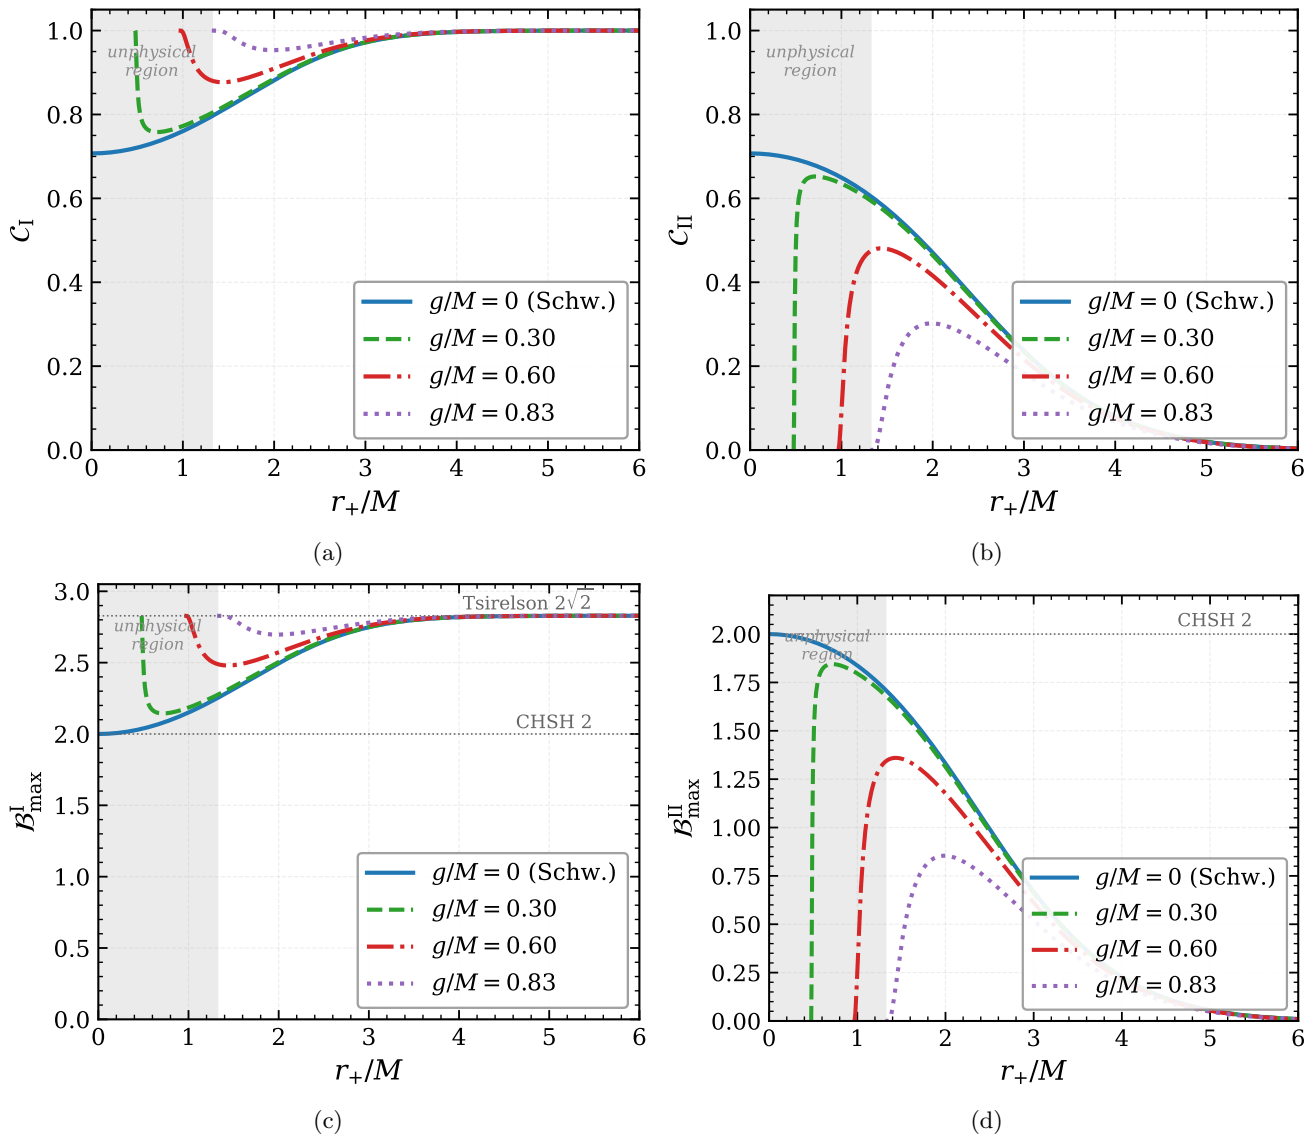 1.0
0.8
0.6
0.4
0.2
0.0
C_I
unphysical
region
g/M = 0 (Schw.)
g/M = 0.30
g/M = 0.60
g/M = 0.83
0 1 2 3 4 5 6
r₊/M
(a)
1.0
0.8
0.6
0.4
0.2
0.0
C_II
unphysical
region
g/M = 0 (Schw.)
g/M = 0.30
g/M = 0.60
g/M = 0.83
0 1 2 3 4 5 6
r₊/M
(b)
3.0
2.5
2.0
1.5
1.0
0.5
0.0
B^I_max
Tsirelson 2√2
unphysical
region
CHSH 2
g/M = 0 (Schw.)
g/M = 0.30
g/M = 0.60
g/M = 0.83
0 1 2 3 4 5 6
r₊/M
(c)
2.00
1.75
1.50
1.25
1.00
0.75
0.50
0.25
0.00
B^II_max
CHSH 2
unphysical
region
g/M = 0 (Schw.)
g/M = 0.30
g/M = 0.60
g/M = 0.83
0 1 2 3 4 5 6
r₊/M
(d)